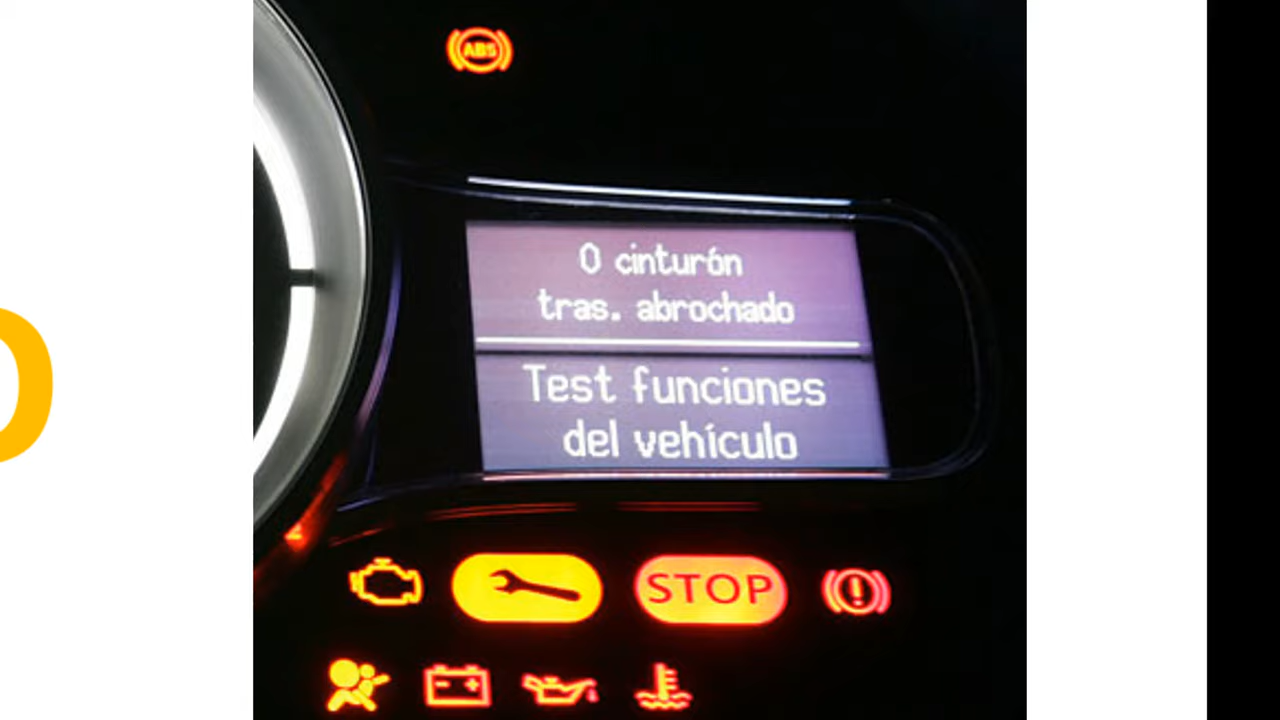 ABS
0 cinturón
tras. abrochado
Test funciones
del vehículo
STOP